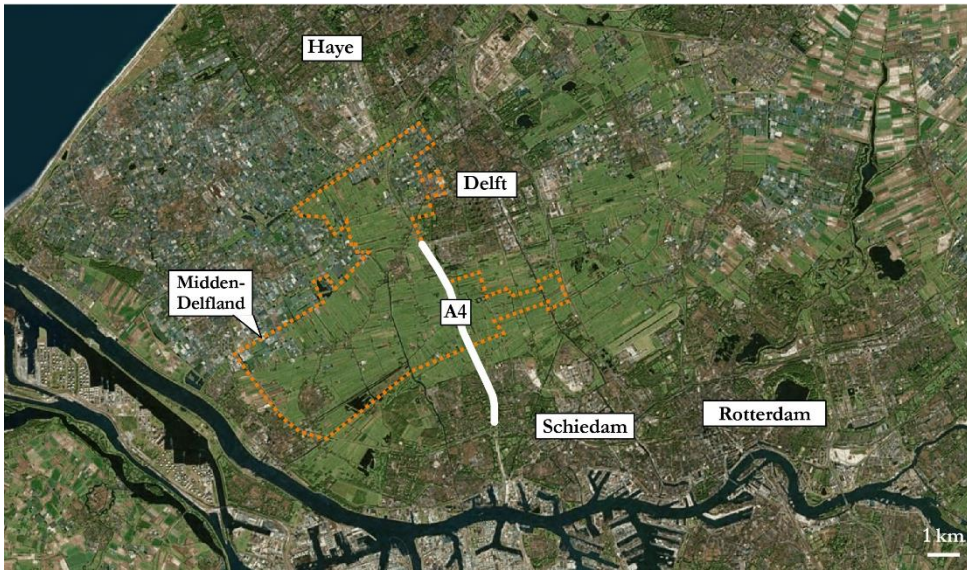 Haye
Delft
Midden-
Delfland
A4
Schiedam
Rotterdam
1 km